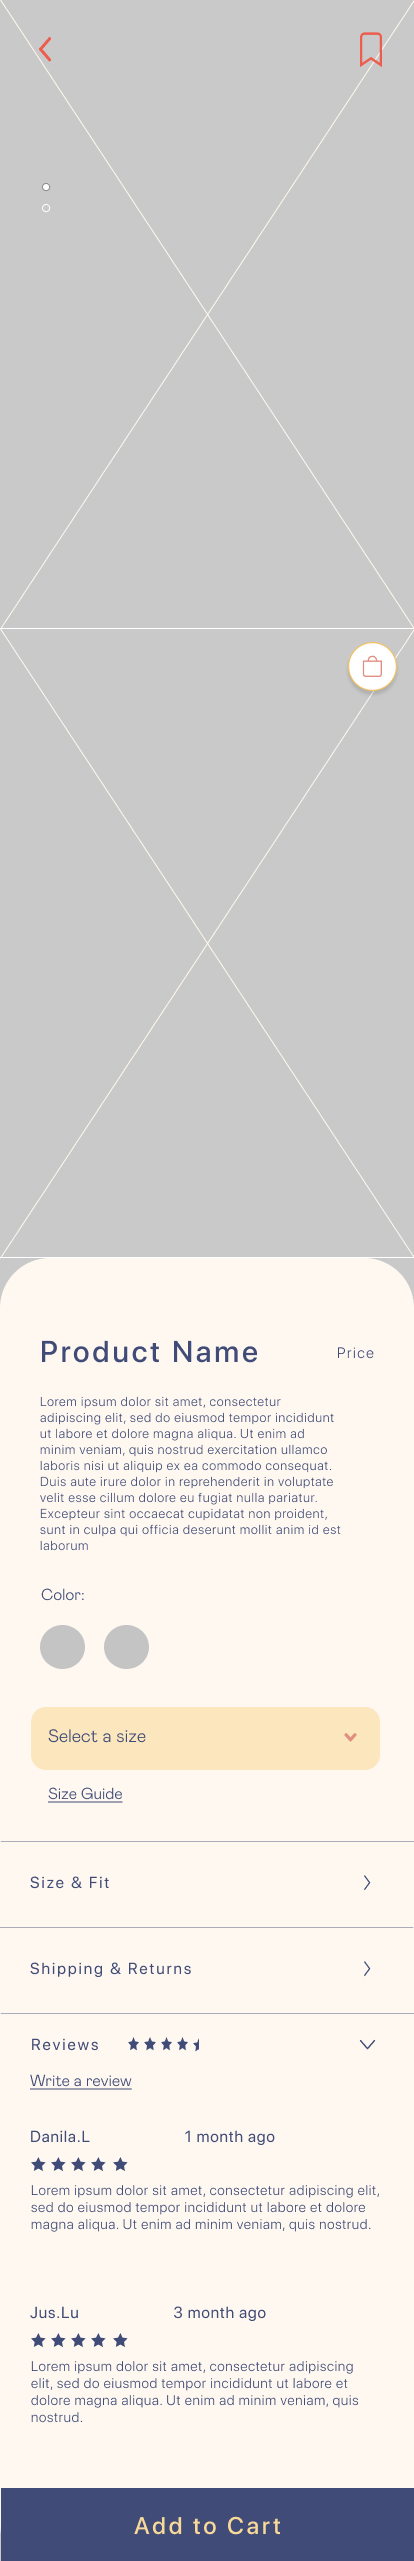 Product Name
Price
Lorem ipsum dolor sit amet, consectetur
adipiscing elit, sed do eiusmod tempor incididunt
ut labore et dolore magna aliqua. Ut enim ad
minim veniam, quis nostrud exercitation ullamco
laboris nisi ut aliquip ex ea commodo consequat.
Duis aute irure dolor in reprehenderit in voluptate
velit esse cillum dolore eu fugiat nulla pariatur.
Excepteur sint occaecat cupidatat non proident,
sunt in culpa qui officia deserunt mollit anim id est
laborum
Color:
Select a size
Size Guide
Size & Fit
Shipping & Returns
Reviews
Write a review
Danila.L 1 month ago
Lorem ipsum dolor sit amet, consectetur adipiscing elit,
sed do eiusmod tempor incididunt ut labore et dolore
magna aliqua. Ut enim ad minim veniam, quis nostrud.
Jus.Lu 3 month ago
Lorem ipsum dolor sit amet, consectetur adipiscing
elit, sed do eiusmod tempor incididunt ut labore et
dolore magna aliqua. Ut enim ad minim veniam, quis
nostrud.
Add to Cart